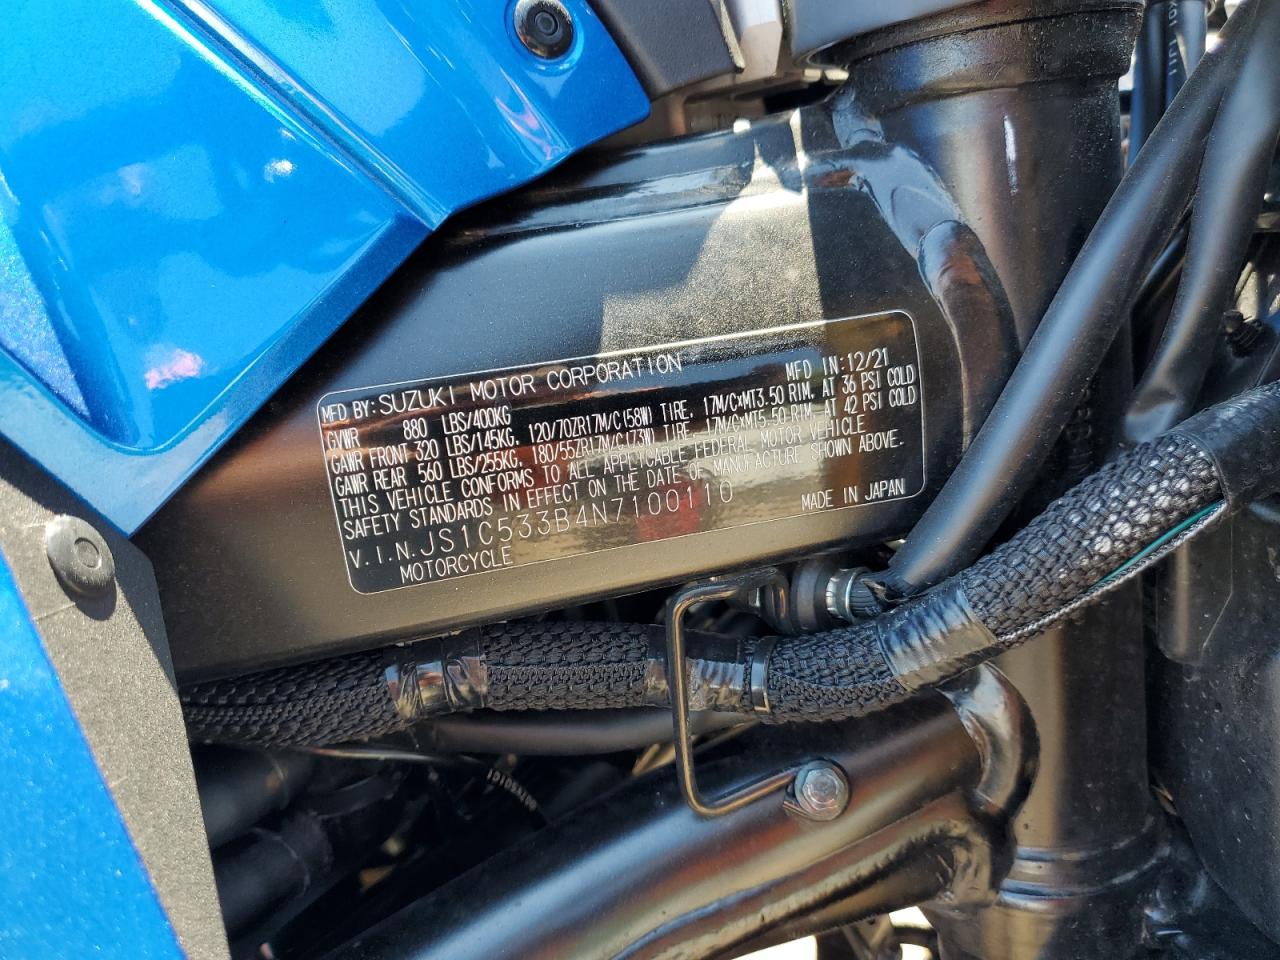 MFD BY: SUZUKI MOTOR CORPORATION MFD IN: 12/21
GVWR 880 LBS/400KG
GAWR FRONT 320 LBS/145KG. 120/70ZR17M/C(58W) TIRE, 17M/CxMT3.50 RIM, AT 36 PSI COLD
GAWR REAR 560 LBS/255KG. 180/55ZR17M/C(73W) TIRE, 17M/CxMT5.50 RIM, AT 42 PSI COLD
THIS VEHICLE CONFORMS TO ALL APPLICABLE FEDERAL MOTOR VEHICLE
SAFETY STANDARDS IN EFFECT ON THE DATE OF MANUFACTURE SHOWN ABOVE.
V.I.N. JS1C533B4N7100110 MADE IN JAPAN
MOTORCYCLE